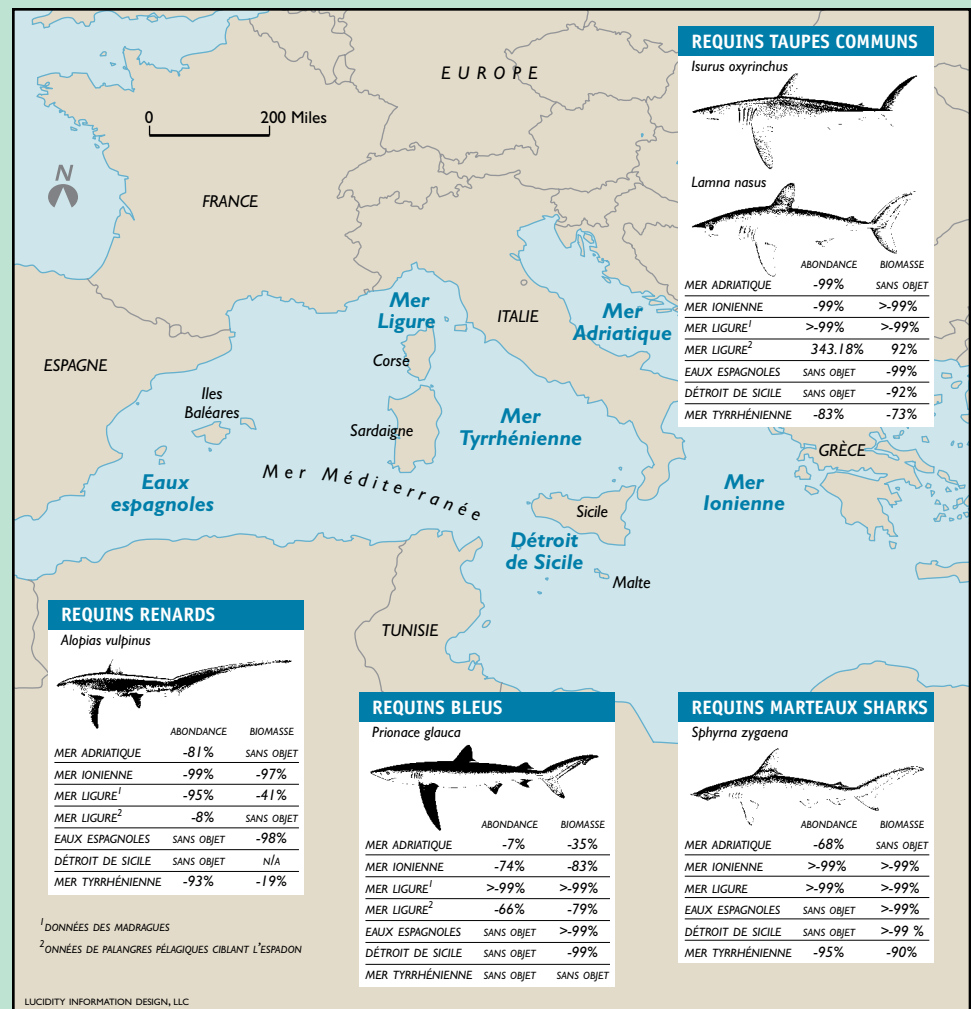 EUROPE
0 200 Miles
N
FRANCE
Mer
Ligure
ITALIE
Mer
Adriatique
ESPAGNE
Corse
Iles
Baléares
Sardaigne
Mer
Tyrrhénienne
Mer Méditerranée
Eaux
espagnoles
GRÈCE
Mer
Ionienne
Sicile
Détroit
de Sicile
Malte
TUNISIE
REQUINS TAUPES COMMUNS
Isurus oxyrinchus
Lamna nasus
ABONDANCE BIOMASSE
MER ADRIATIQUE -99% SANS OBJET
MER IONIENNE -99% >-99%
MER LIGURE1 >-99% >-99%
MER LIGURE2 343.18% 92%
EAUX ESPAGNOLES SANS OBJET -99%
DÉTROIT DE SICILE SANS OBJET -92%
MER TYRRHÉNIENNE -83% -73%
REQUINS RENARDS
Alopias vulpinus
ABONDANCE BIOMASSE
MER ADRIATIQUE -81% SANS OBJET
MER IONIENNE -99% -97%
MER LIGURE1 -95% -41%
MER LIGURE2 -8% SANS OBJET
EAUX ESPAGNOLES SANS OBJET -98%
DÉTROIT DE SICILE SANS OBJET N/A
MER TYRRHÉNIENNE -93% -19%
REQUINS BLEUS
Prionace glauca
ABONDANCE BIOMASSE
MER ADRIATIQUE -7% -35%
MER IONIENNE -74% -83%
MER LIGURE1 >-99% >-99%
MER LIGURE2 -66% -79%
EAUX ESPAGNOLES SANS OBJET >-99%
DÉTROIT DE SICILE SANS OBJET -99%
MER TYRRHÉNIENNE SANS OBJET SANS OBJET
REQUINS MARTEAUX SHARKS
Sphyrna zygaena
ABONDANCE BIOMASSE
MER ADRIATIQUE -68% SANS OBJET
MER IONIENNE >-99% >-99%
MER LIGURE >-99% >-99%
EAUX ESPAGNOLES SANS OBJET >-99%
DÉTROIT DE SICILE SANS OBJET >-99 %
MER TYRRHÉNIENNE -95% -90%
1DONNÉES DES MADRAGUES
2ONNÉES DE PALANGRES PÉLAGIQUES CIBLANT L'ESPADON
LUCIDITY INFORMATION DESIGN, LLC